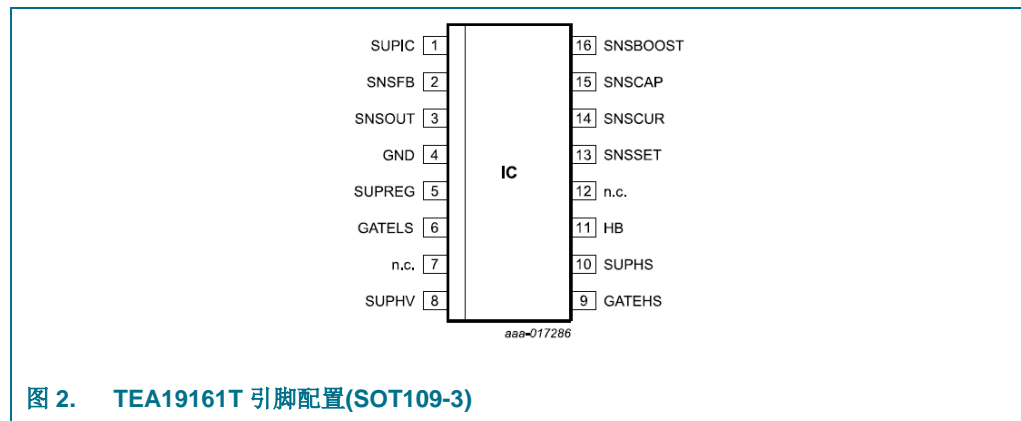 SUPIC 1 16 SNSBOOST
SNSFB 2 15 SNSCAP
SNSOUT 3 14 SNSCUR
GND 4 13 SNSSET
IC
SUPREG 5 12 n.c.
GATELS 6 11 HB
n.c. 7 10 SUPHS
SUPHV 8 9 GATEHS
aaa-017286
图 2. TEA19161T 引脚配置(SOT109-3)